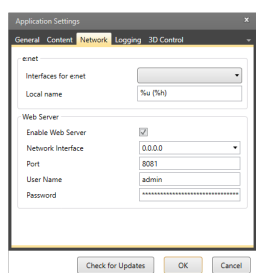 Application Settings x
General Content Network Logging 3D Control
e:net
Interfaces for e:net
Local name %u (%h)
Web Server
Enable Web Server
Network Interface 0.0.0.0
Port 8081
User Name admin
Password ********************************
Check for Updates OK Cancel